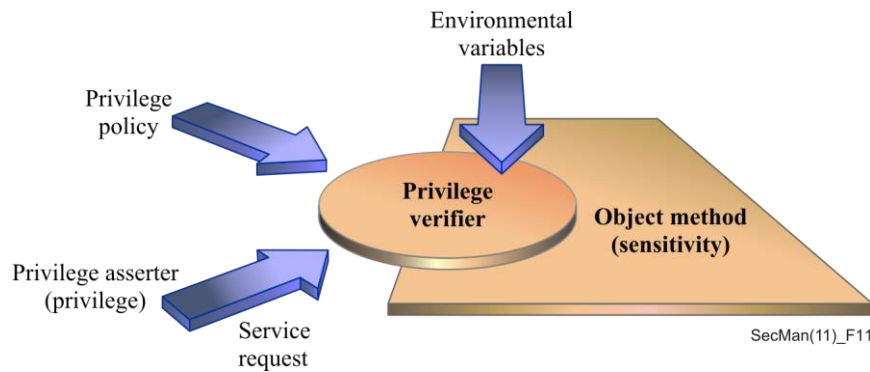 Environmental
variables
Privilege
policy
Privilege
verifier
Object method
(sensitivity)
Privilege asserter
(privilege)
Service
request
SecMan(11)_F11